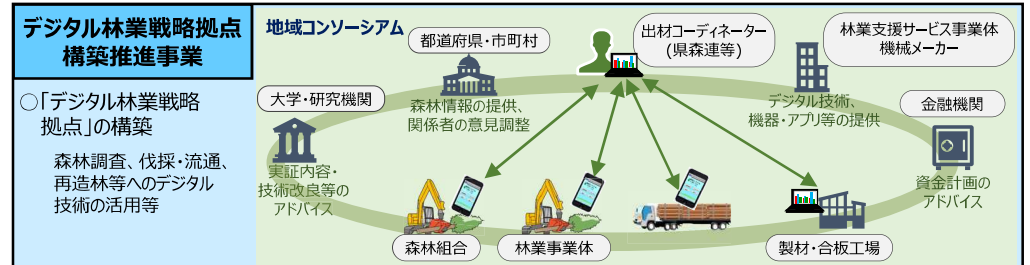 デジタル林業戦略拠点
構築推進事業
○「デジタル林業戦略
拠点」の構築
森林調査、伐採・流通、
再造林等へのデジタル
技術の活用等
地域コンソーシアム
都道府県・市町村
森林情報の提供、
関係者の意見調整
出材コーディネーター
(県森連等)
林業支援サービス事業体
機械メーカー
デジタル技術、
機器・アプリ等の提供
大学・研究機関
実証内容・
技術改良等の
アドバイス
金融機関
資金計画の
アドバイス
森林組合
林業事業体
製材・合板工場